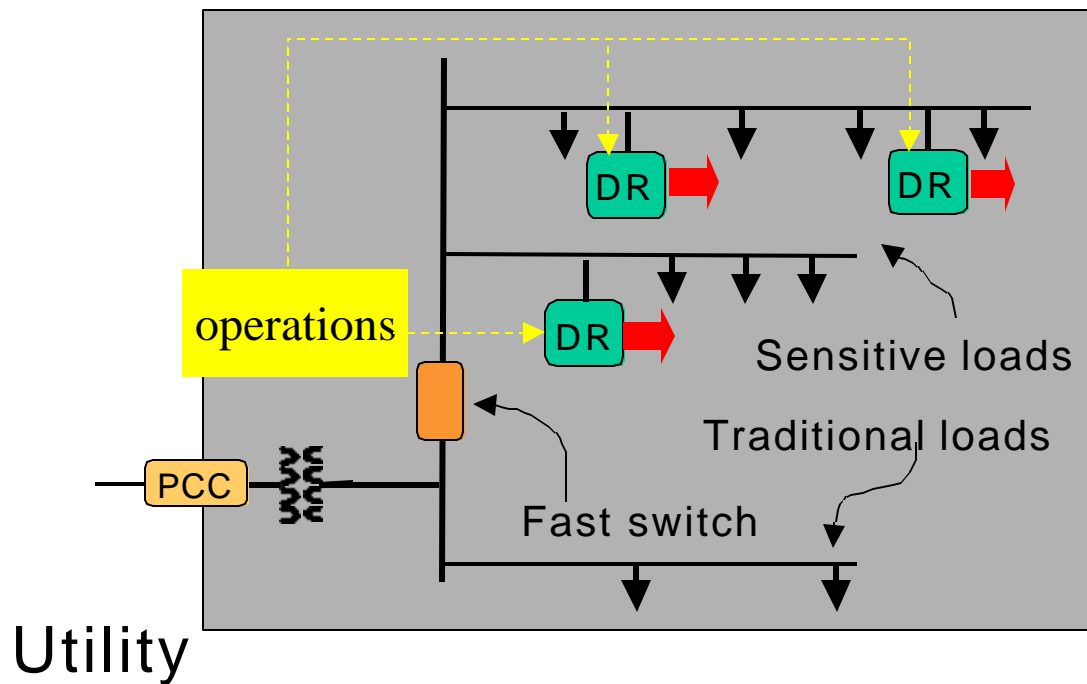 DR
DR
operations
DR
Sensitive loads
Traditional loads
PCC
Fast switch
Utility